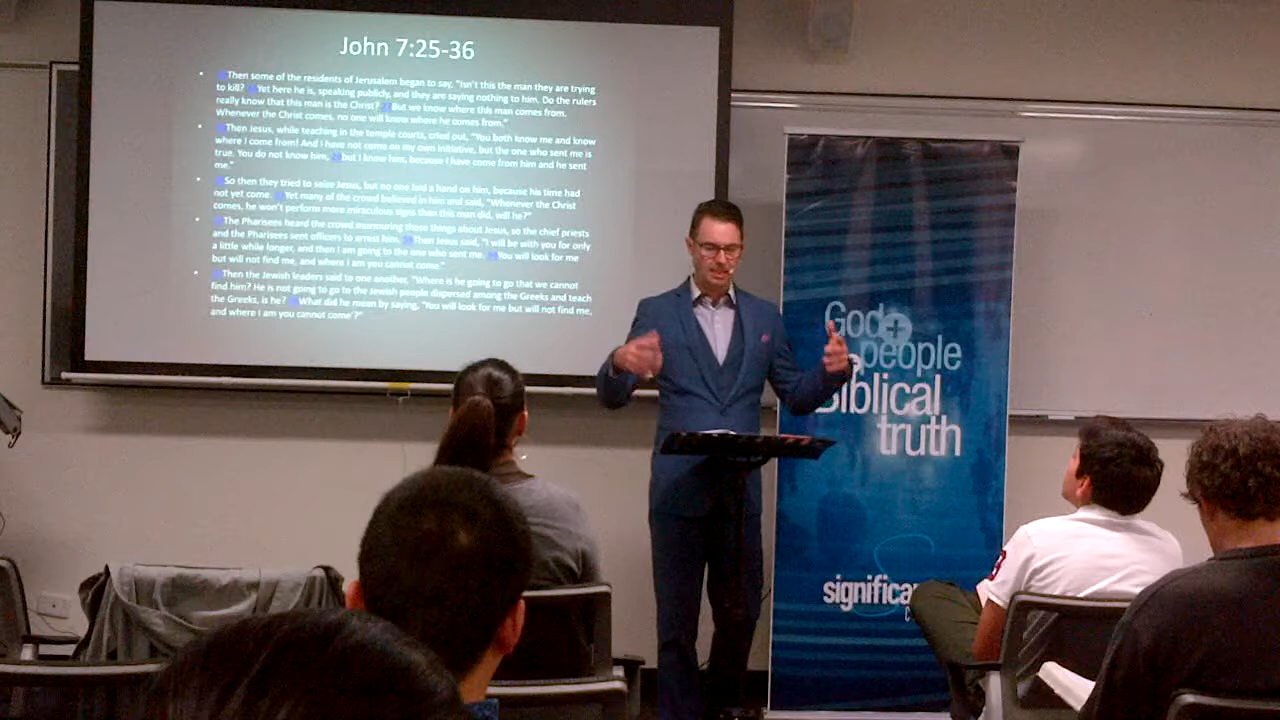 John 7:25-36
Then some of the residents of Jerusalem began to say, "Isn't this the man they are trying
to kill? Yet here he is, speaking publicly, and they are saying nothing to him. Do the rulers
really know that this man is the Christ? But we know where this man comes from.
Whenever the Christ comes, no one will know where he comes from."
Then Jesus, while teaching in the temple courts, cried out, "You both know me and know
where I come from! And I have not come on my own initiative, but the one who sent me is
true. You do not know him, but I know him, because I have come from him and he sent
me."
So then they tried to seize Jesus, but no one laid a hand on him, because his time had
not yet come. Yet many of the crowd believed in him and said, "Whenever the Christ
comes, he won't perform more miraculous signs than this man did, will he?"
The Pharisees heard the crowd murmuring these things about Jesus, so the chief priests
and the Pharisees sent officers to arrest him. Then Jesus said, "I will be with you for only
a little while longer, and then I am going to the one who sent me. You will look for me
but will not find me, and where I am you cannot come."
Then the Jewish leaders said to one another, "Where is he going to go that we cannot
find him? He is not going to go to the Jewish people dispersed among the Greeks and teach
the Greeks, is he? What did he mean by saying, 'You will look for me but will not find me,
and where I am you cannot come'?"
God +
people
Biblical
truth
significa